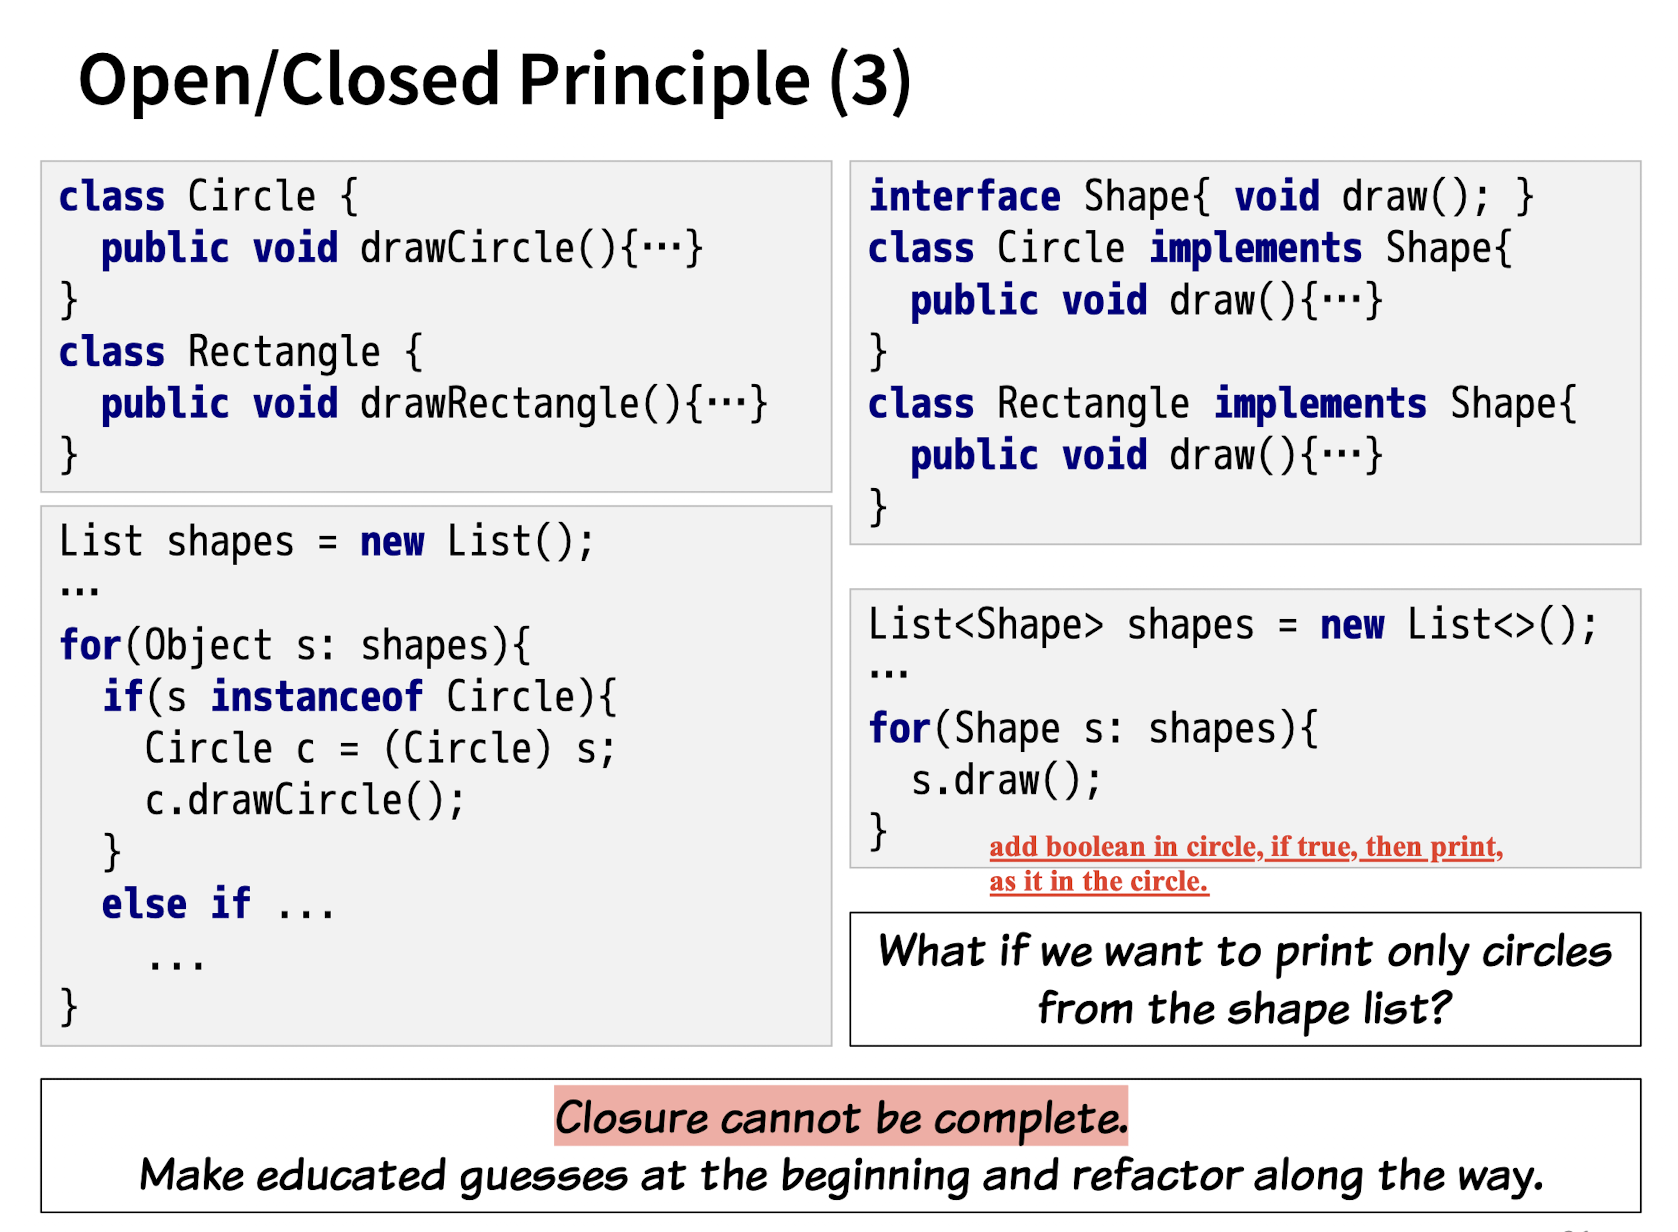 Open/Closed Principle (3)
class Circle {
public void drawCircle(){…}
}
class Rectangle {
public void drawRectangle(){…}
}
List shapes = new List();
…
for(Object s: shapes){
if(s instanceof Circle){
Circle c = (Circle) s;
c.drawCircle();
}
else if ...
...
}
interface Shape{ void draw(); }
class Circle implements Shape{
public void draw(){…}
}
class Rectangle implements Shape{
public void draw(){…}
}
List<Shape> shapes = new List<>();
…
for(Shape s: shapes){
s.draw();
}
add boolean in circle, if true, then print,
as it in the circle.
What if we want to print only circles
from the shape list?
Closure cannot be complete.
Make educated guesses at the beginning and refactor along the way.